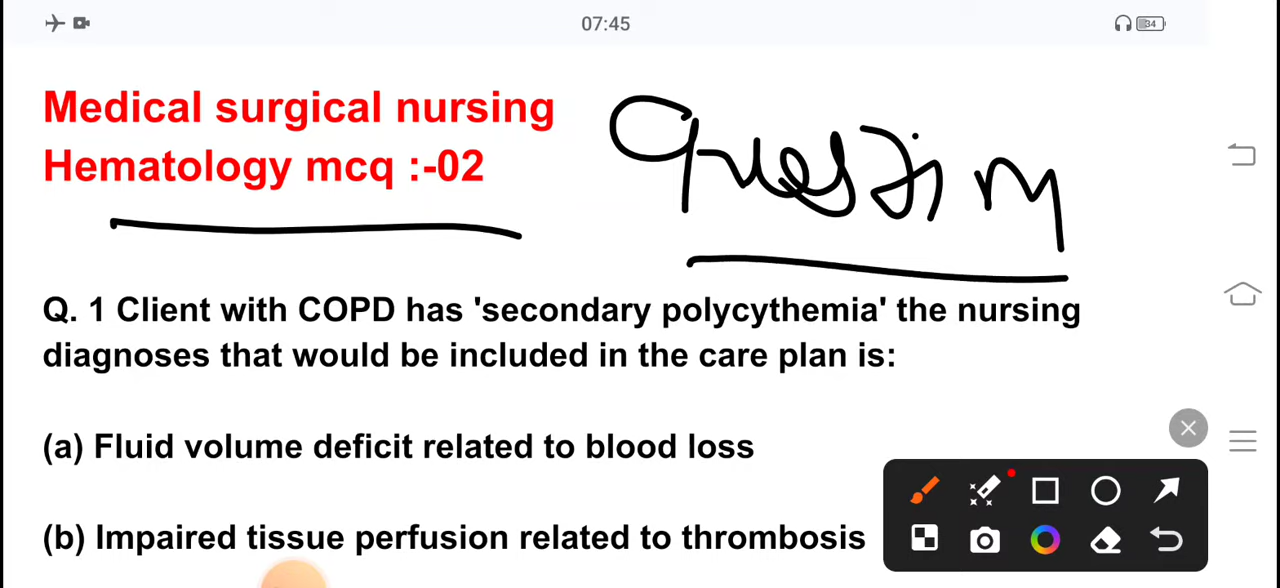 07:45
34
Medical surgical nursing
Hematology mcq :-02
Question
Q. 1 Client with COPD has 'secondary polycythemia' the nursing
diagnoses that would be included in the care plan is:
(a) Fluid volume deficit related to blood loss
(b) Impaired tissue perfusion related to thrombosis